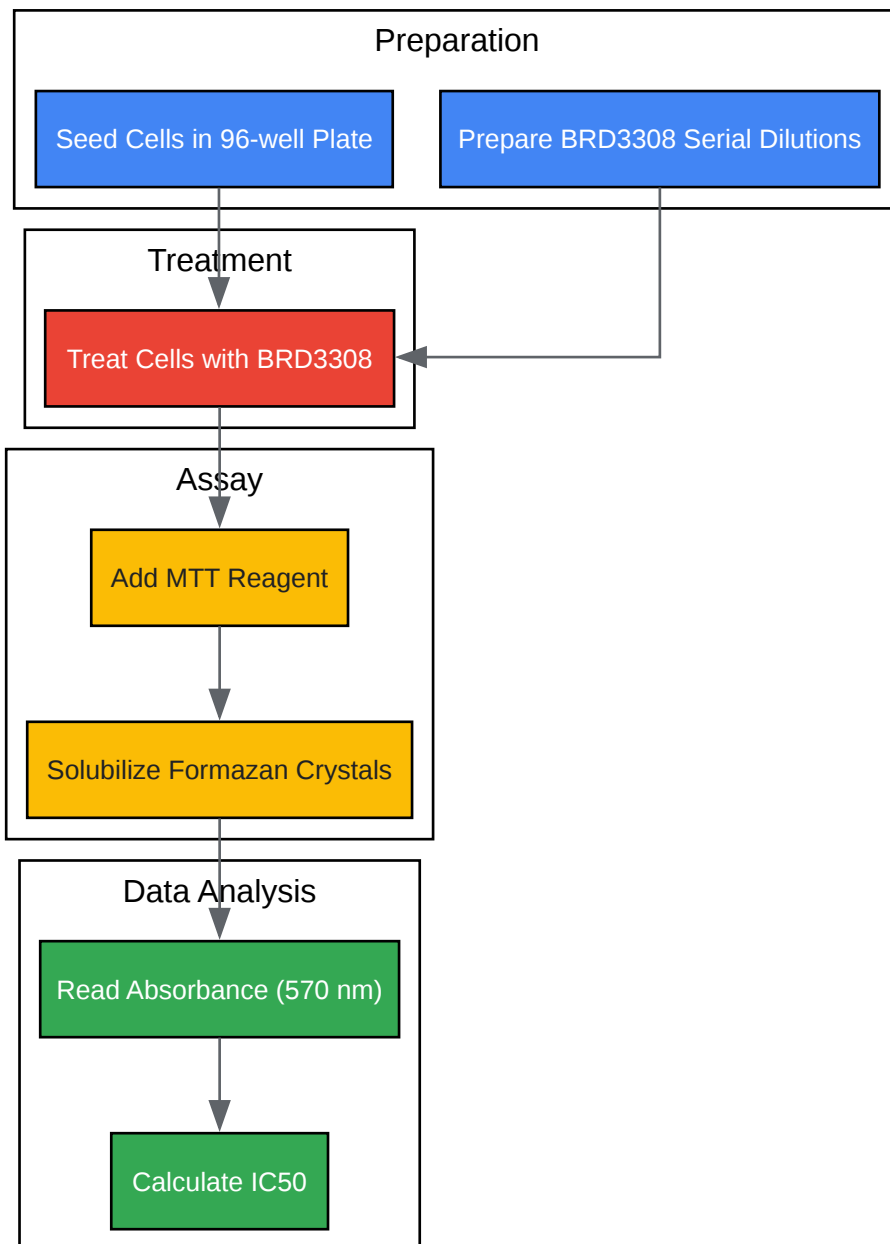 Preparation
Seed Cells in 96-well Plate
Prepare BRD3308 Serial Dilutions
Treatment
Treat Cells with BRD3308
Assay
Add MTT Reagent
Solubilize Formazan Crystals
Data Analysis
Read Absorbance (570 nm)
Calculate IC50